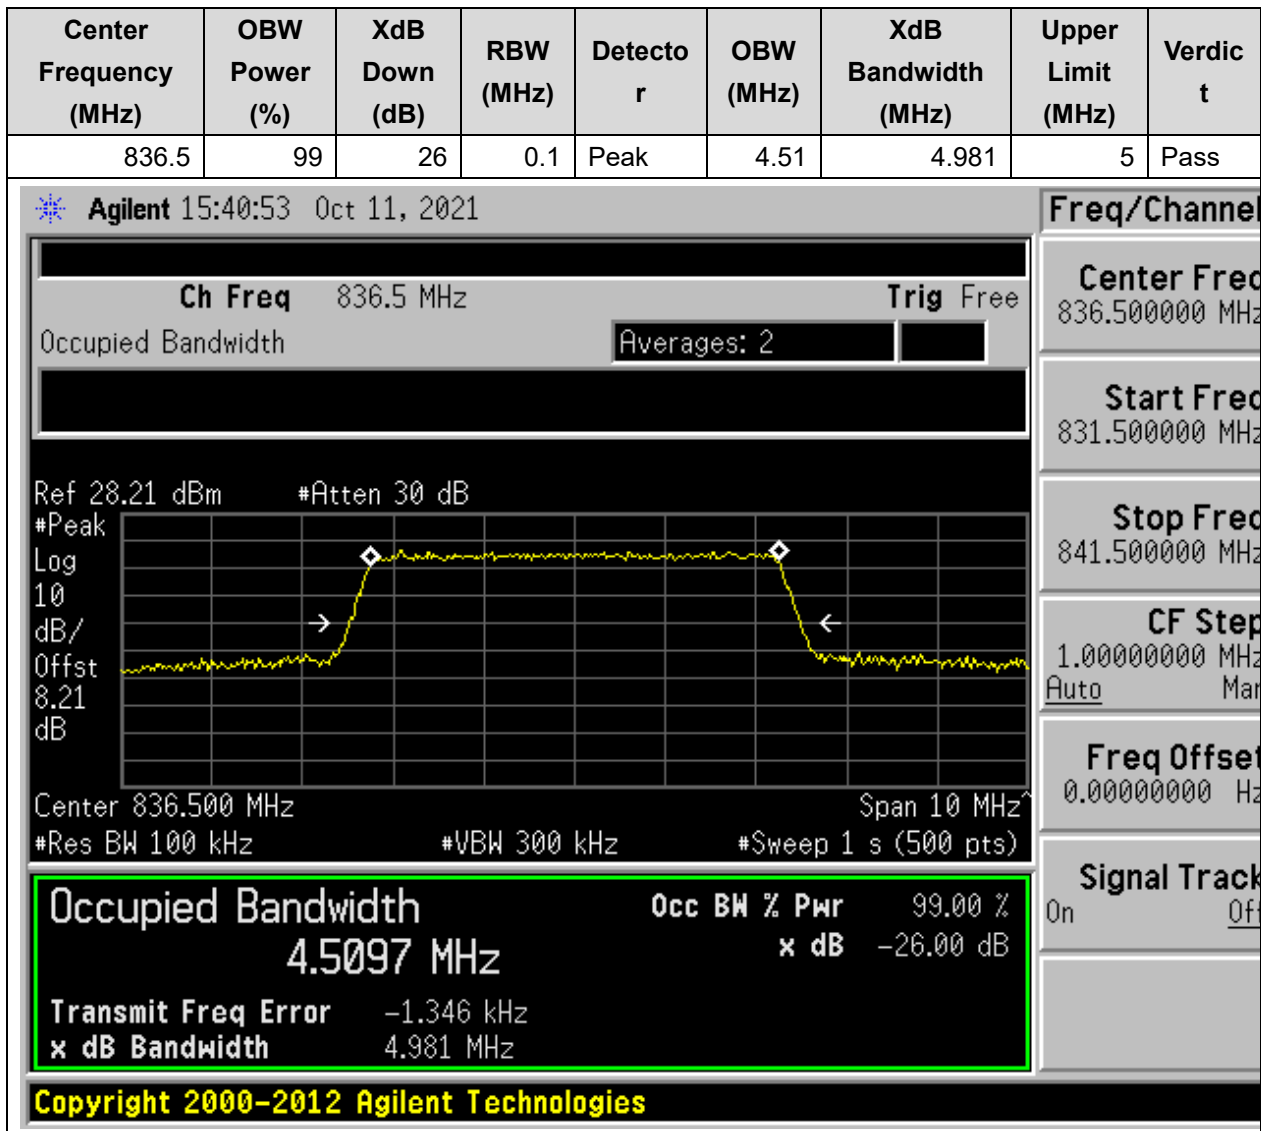 Center Frequency (MHz) OBW Power (%) XdB Down (dB) RBW (MHz) Detecto r OBW (MHz) XdB Bandwidth (MHz) Upper Limit (MHz) Verdic t
836.5 99 26 0.1 Peak 4.51 4.981 5 Pass
Agilent 15:40:53 Oct 11, 2021
Ch Freq 836.5 MHz Trig Free
Occupied Bandwidth Averages: 2
Ref 28.21 dBm #Atten 30 dB
#Peak
Log
10
dB/
Offst
8.21
dB
Center 836.500 MHz Span 10 MHz^
#Res BW 100 kHz #VBW 300 kHz #Sweep 1 s (500 pts)
Occupied Bandwidth Occ BW % Pwr 99.00 %
4.5097 MHz x dB -26.00 dB
Transmit Freq Error -1.346 kHz
x dB Bandwidth 4.981 MHz
Copyright 2000-2012 Agilent Technologies
Freq/Channel
Center Freq
836.500000 MHz
Start Freq
831.500000 MHz
Stop Freq
841.500000 MHz
CF Step
1.00000000 MHz
Auto Man
Freq Offset
0.00000000 Hz
Signal Track
On Off